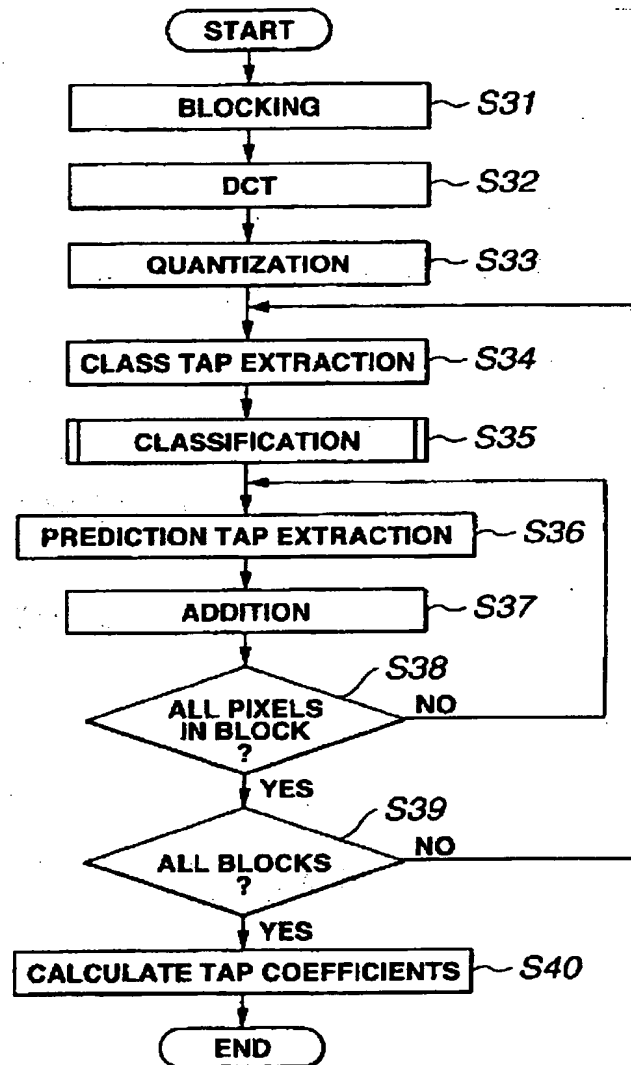 START
BLOCKING
S31
DCT
S32
QUANTIZATION
S33
CLASS TAP EXTRACTION
S34
CLASSIFICATION
S35
PREDICTION TAP EXTRACTION
S36
ADDITION
S37
S38
ALL PIXELS
IN BLOCK
?
NO
YES
S39
ALL BLOCKS
?
NO
YES
CALCULATE TAP COEFFICIENTS
S40
END